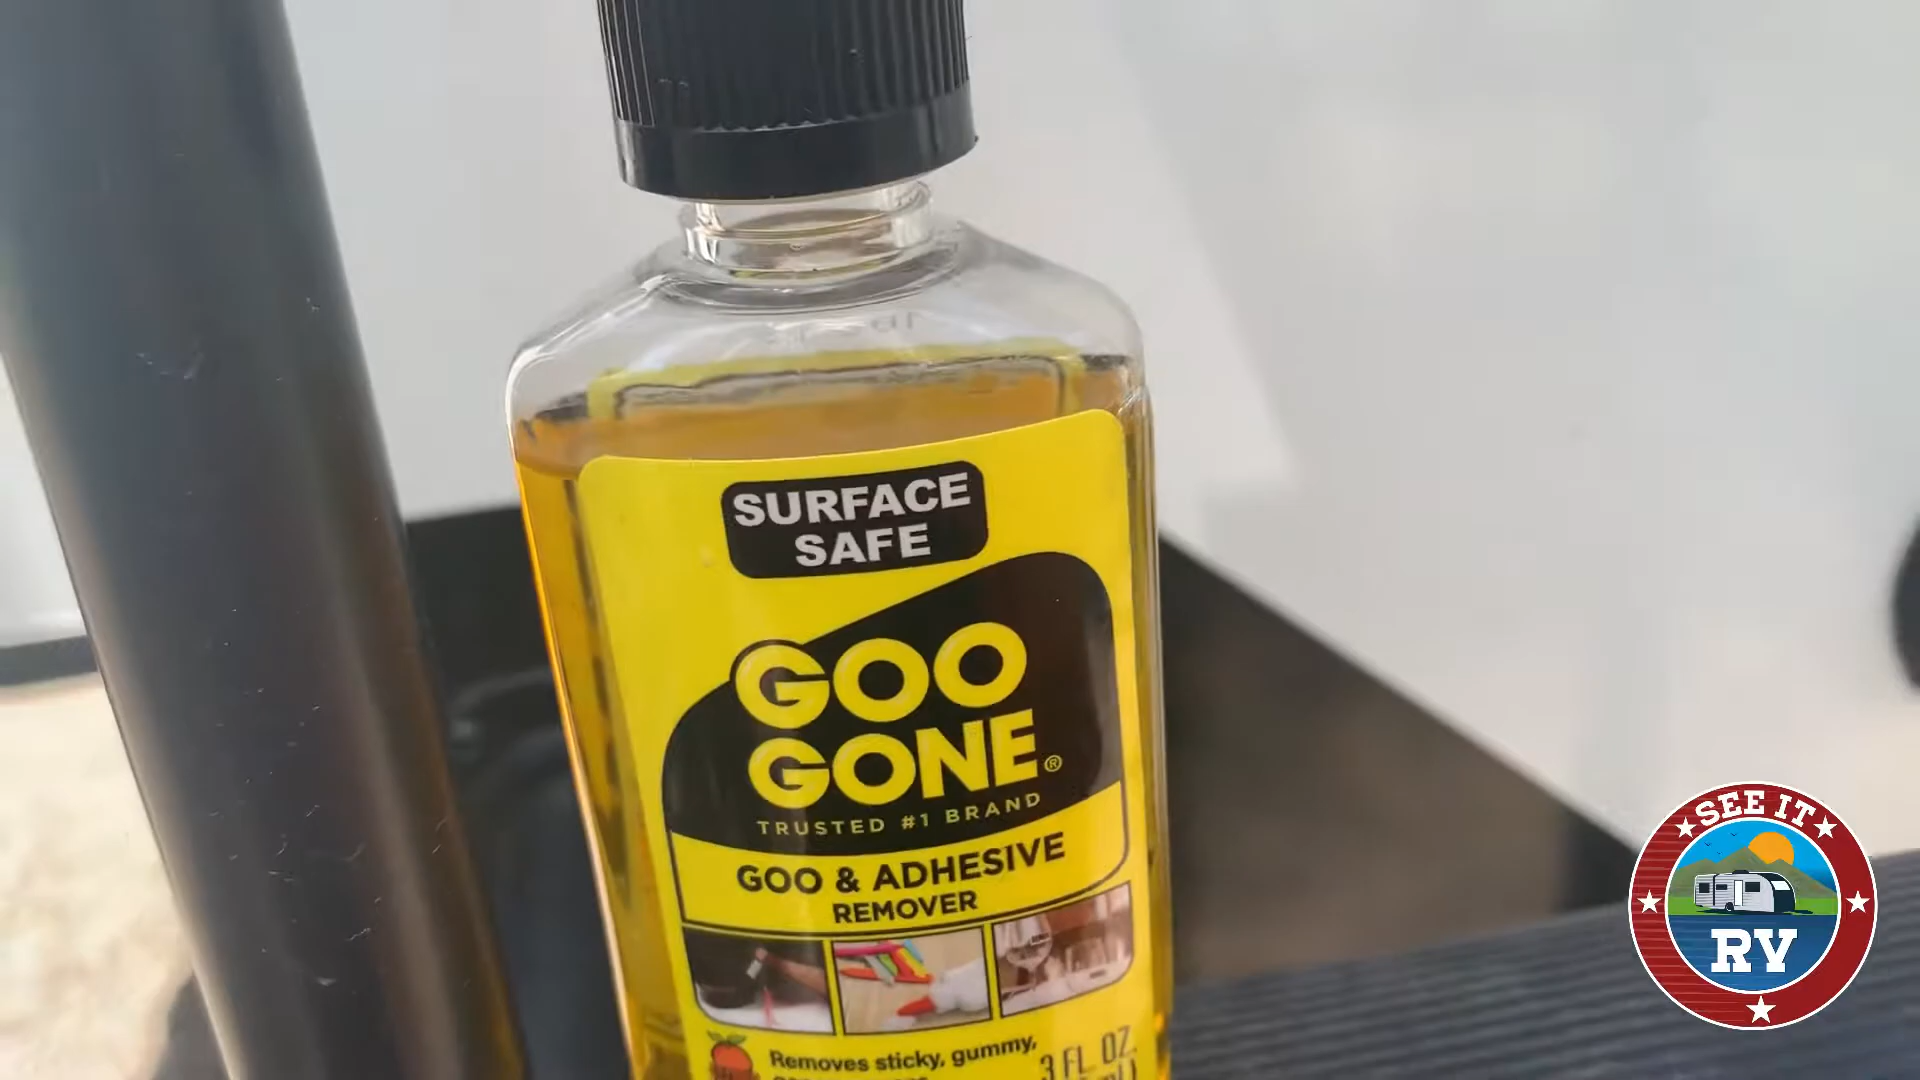 SURFACE
SAFE
GOO
GONE®
TRUSTED #1 BRAND
GOO & ADHESIVE
REMOVER
Removes sticky, gummy,
3 FL. OZ.
SEE IT
RV